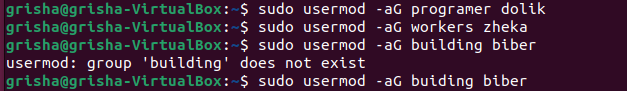 grisha@grisha-VirtualBox:~$ sudo usermod -aG programer dolik
grisha@grisha-VirtualBox:~$ sudo usermod -aG workers zheka
grisha@grisha-VirtualBox:~$ sudo usermod -aG building biber
usermod: group 'building' does not exist
grisha@grisha-VirtualBox:~$ sudo usermod -aG buiding biber